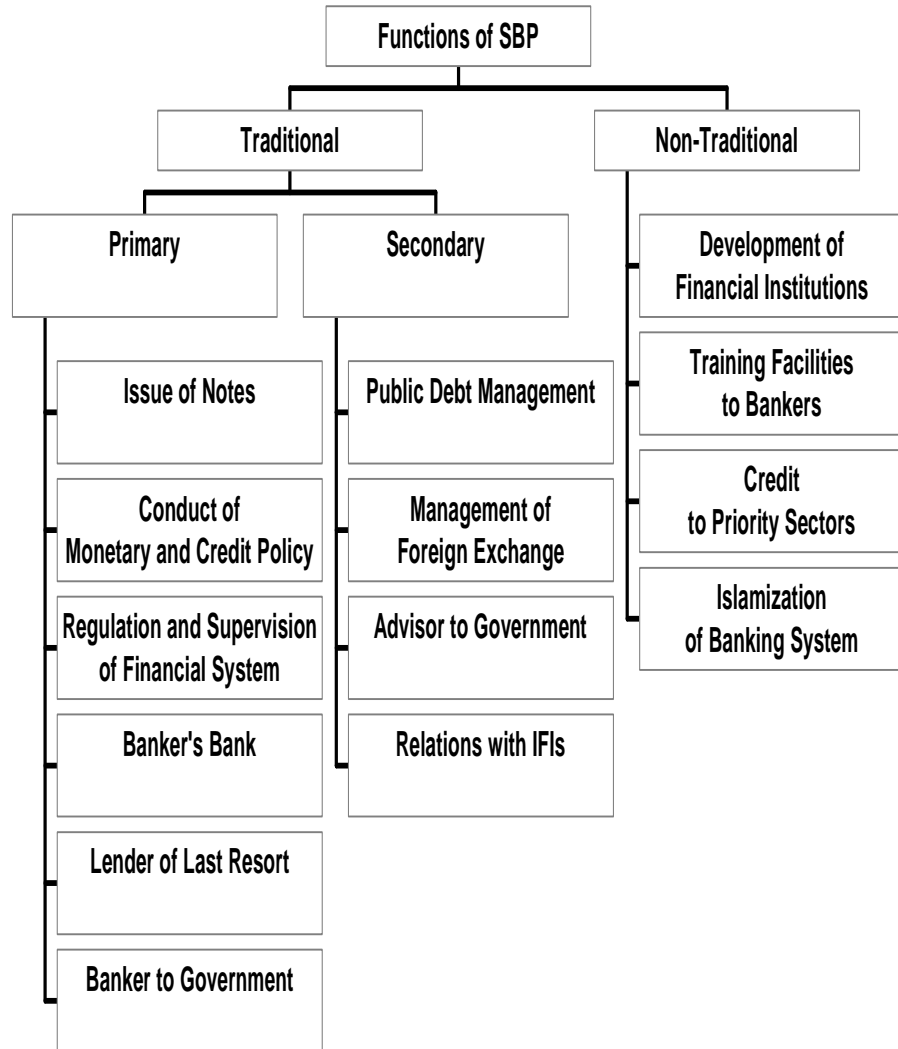 Functions of SBP
Traditional
Non-Traditional
Primary
Secondary
Issue of Notes
Conduct of
Monetary and Credit Policy
Regulation and Supervision
of Financial System
Banker's Bank
Lender of Last Resort
Banker to Government
Public Debt Management
Management of
Foreign Exchange
Advisor to Government
Relations with IFIs
Development of
Financial Institutions
Training Facilities
to Bankers
Credit
to Priority Sectors
Islamization
of Banking System